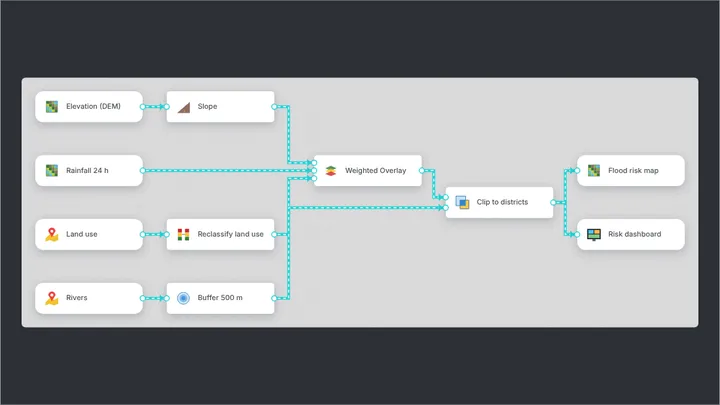 Elevation (DEM)
Slope
Rainfall 24 h
Weighted Overlay
Flood risk map
Clip to districts
Land use
Reclassify land use
Risk dashboard
Rivers
Buffer 500 m